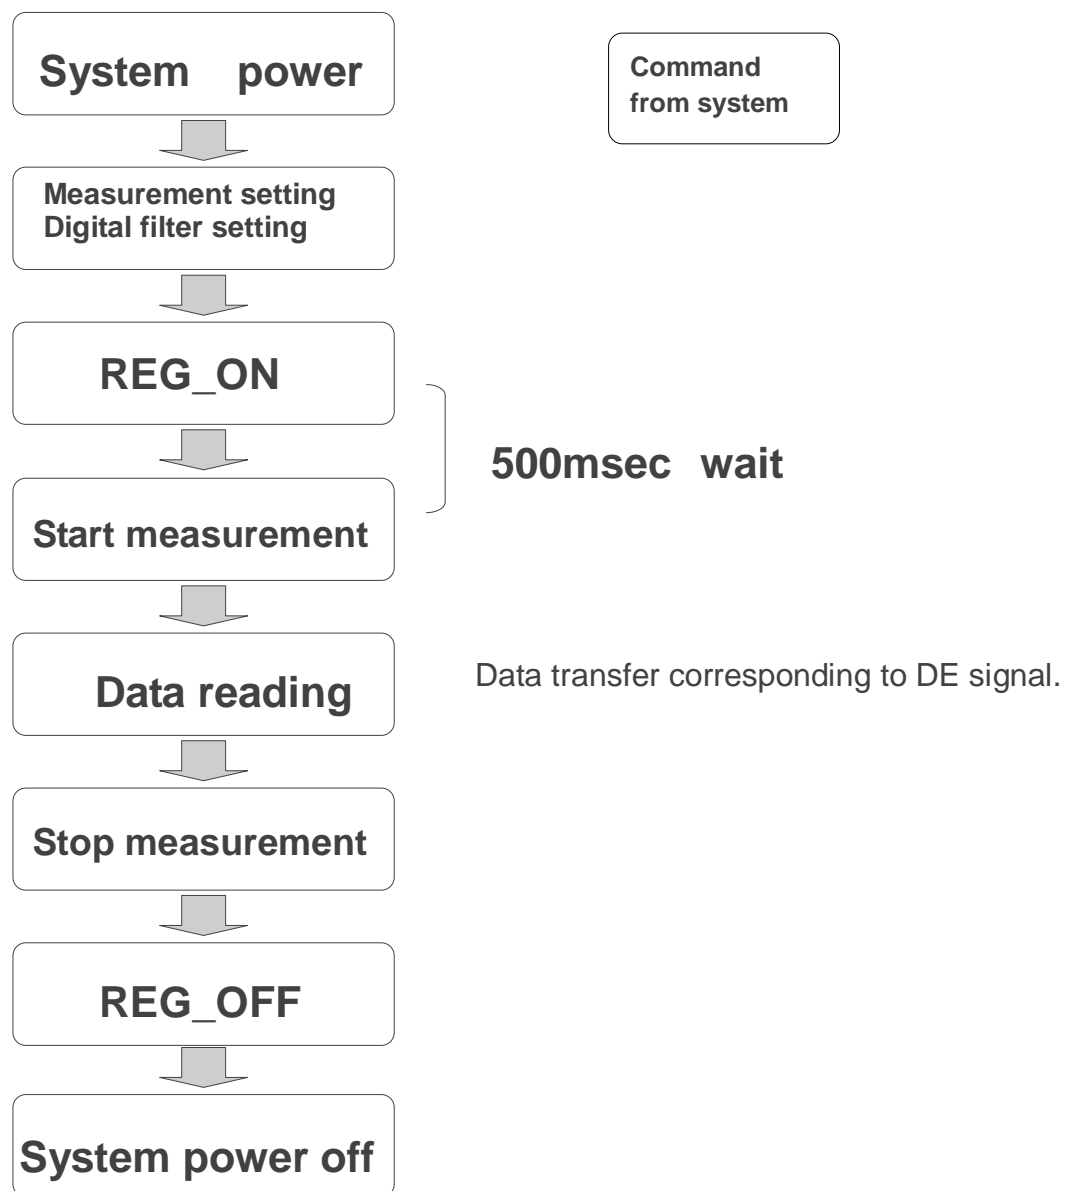 System power
Command
from system
Measurement setting
Digital filter setting
REG_ON
500msec wait
Start measurement
Data reading
Data transfer corresponding to DE signal.
Stop measurement
REG_OFF
System power off